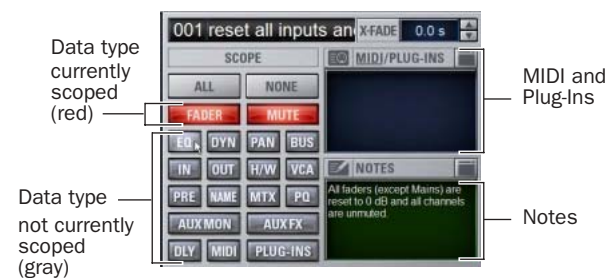 001 reset all inputs an
X-FADE
0.0 s
SCOPE
MIDI/PLUG-INS
ALL NONE
FADER MUTE
EQ DYN PAN BUS
IN OUT H/W VCA
PRE NAME MTX PQ
AUX MON AUX FX
DLY MIDI PLUG-INS
NOTES
All faders (except Mains) are
reset to 0 dB and all channels
are unmuted.
Data type
currently
scoped
(red)
Data type
not currently
scoped
(gray)
MIDI and
Plug-Ins
Notes